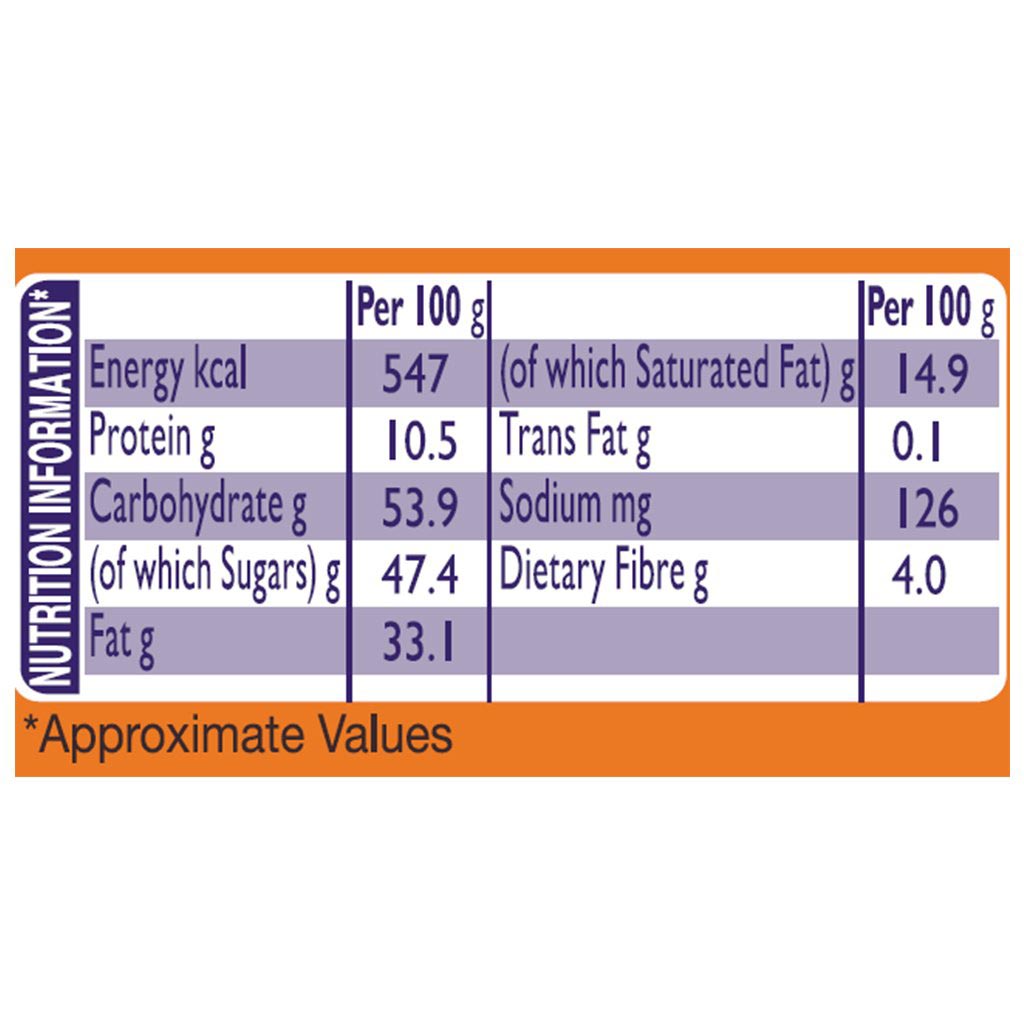 NUTRITION INFORMATION*
Per 100 g Per 100 g
Energy kcal 547 (of which Saturated Fat) g 14.9
Protein g 10.5 Trans Fat g 0.1
Carbohydrate g 53.9 Sodium mg 126
(of which Sugars) g 47.4 Dietary Fibre g 4.0
Fat g 33.1
*Approximate Values